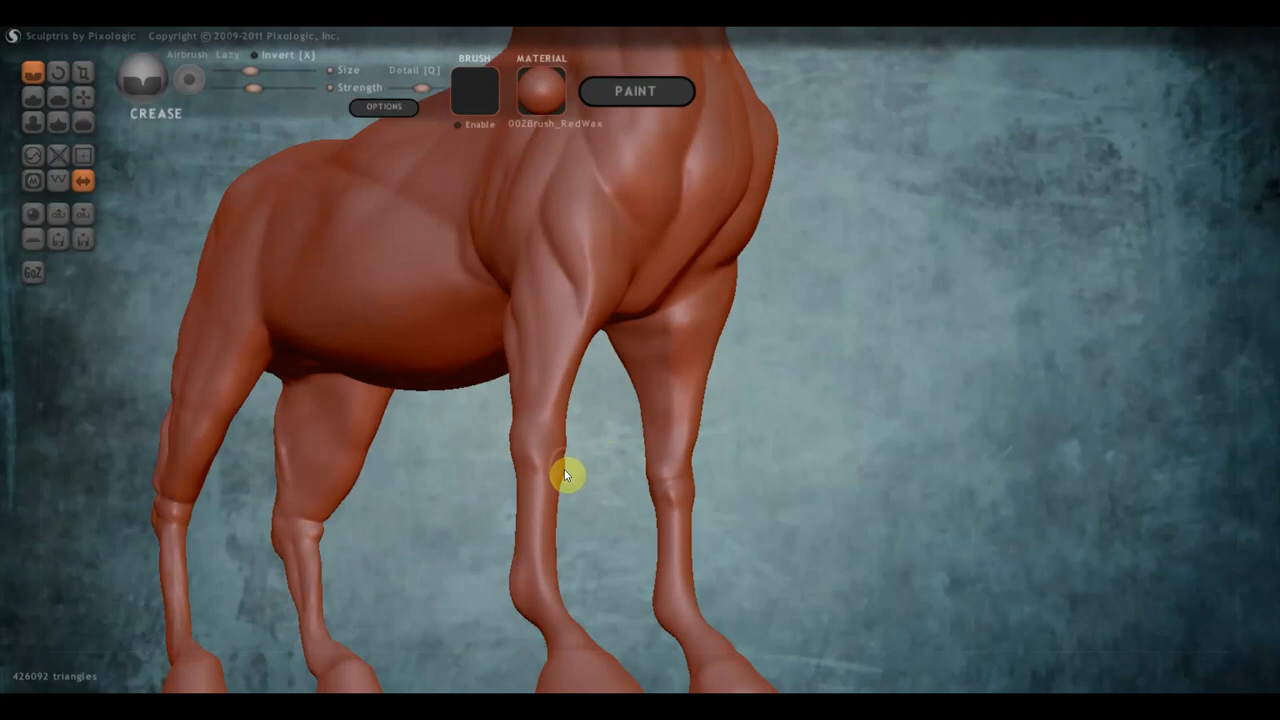 Sculptris by Pixologic Copyright © 2009-2011 Pixologic, Inc.
Airbrush Lazy Invert [X]
Size Detail [Q]
Strength
OPTIONS
CREASE
BRUSH
Enable
MATERIAL
00ZBrush_RedWax
PAINT
GoZ
426092 triangles